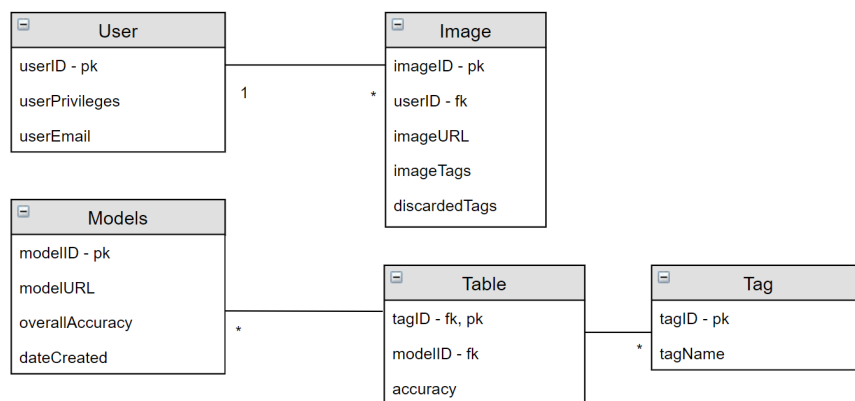 User
userID - pk
userPrivileges
userEmail
1
*
Image
imageID - pk
userID - fk
imageURL
imageTags
discardedTags
Models
modelID - pk
modelURL
overallAccuracy
dateCreated
*
Table
tagID - fk, pk
modelID - fk
accuracy
*
Tag
tagID - pk
tagName